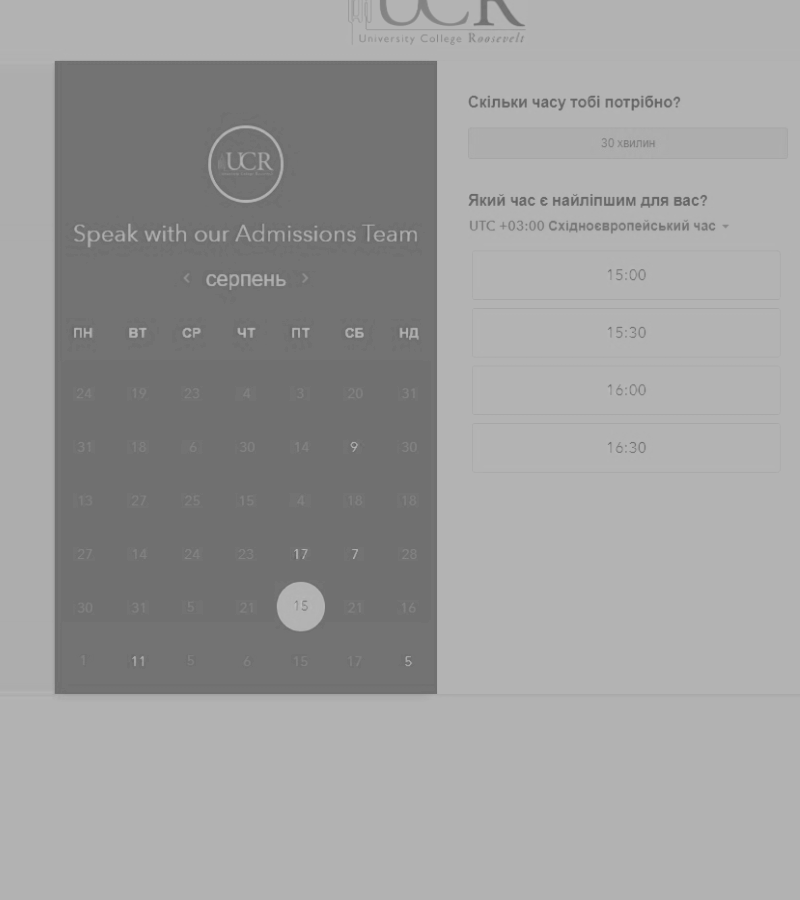 UCR
University College Roosevelt
UCR
Speak with our Admissions Team
серпень
ПН ВТ СР ЧТ ПТ СБ НД
24 19 23 4 3 20 31
31 18 6 30 14 9 30
13 27 25 15 4 18 18
27 14 24 23 17 7 28
30 31 5 21 15 21 16
1 11 5 6 15 17 5
Скільки часу тобі потрібно?
30 хвилин
Який час є найліпшим для вас?
UTC +03:00 Східноєвропейський час
15:00
15:30
16:00
16:30